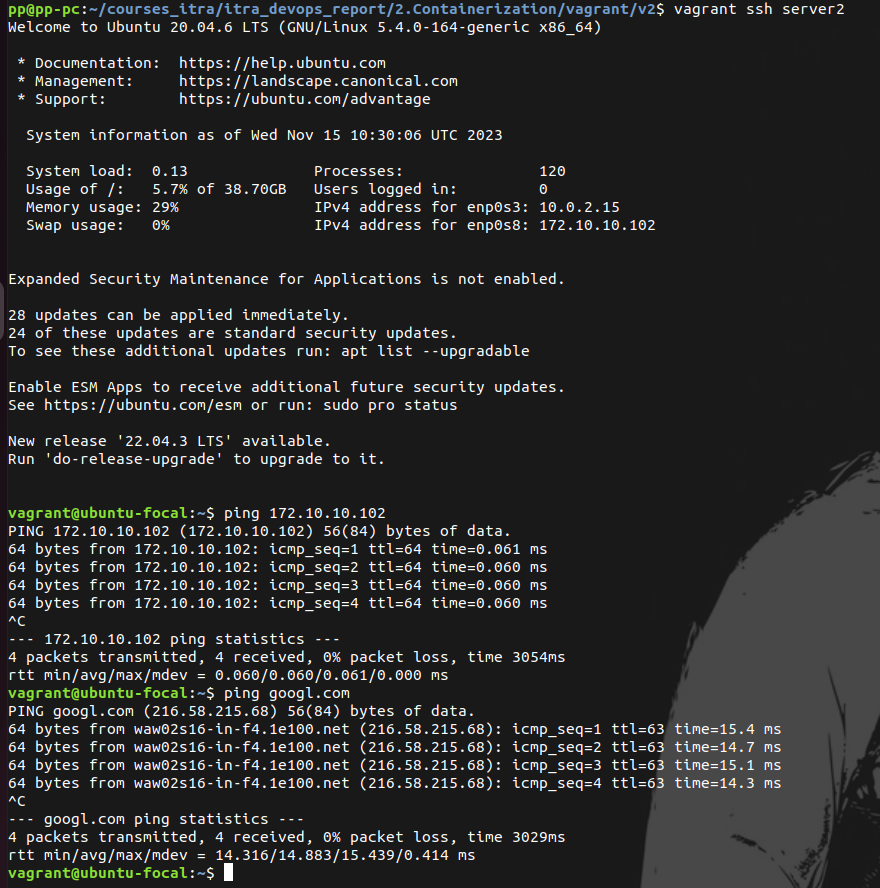 pp@pp-pc:~/courses_itra/itra_devops_report/2.Containerization/vagrant/v2$ vagrant ssh server2
Welcome to Ubuntu 20.04.6 LTS (GNU/Linux 5.4.0-164-generic x86_64)
* Documentation:  https://help.ubuntu.com
* Management:     https://landscape.canonical.com
* Support:        https://ubuntu.com/advantage
System information as of Wed Nov 15 10:30:06 UTC 2023
System load:  0.13              Processes:               120
Usage of /:   5.7% of 38.70GB   Users logged in:         0
Memory usage: 29%               IPv4 address for enp0s3: 10.0.2.15
Swap usage:   0%                IPv4 address for enp0s8: 172.10.10.102
Expanded Security Maintenance for Applications is not enabled.
28 updates can be applied immediately.
24 of these updates are standard security updates.
To see these additional updates run: apt list --upgradable
Enable ESM Apps to receive additional future security updates.
See https://ubuntu.com/esm or run: sudo pro status
New release '22.04.3 LTS' available.
Run 'do-release-upgrade' to upgrade to it.
vagrant@ubuntu-focal:~$ ping 172.10.10.102
PING 172.10.10.102 (172.10.10.102) 56(84) bytes of data.
64 bytes from 172.10.10.102: icmp_seq=1 ttl=64 time=0.061 ms
64 bytes from 172.10.10.102: icmp_seq=2 ttl=64 time=0.060 ms
64 bytes from 172.10.10.102: icmp_seq=3 ttl=64 time=0.060 ms
64 bytes from 172.10.10.102: icmp_seq=4 ttl=64 time=0.060 ms
^C
--- 172.10.10.102 ping statistics ---
4 packets transmitted, 4 received, 0% packet loss, time 3054ms
rtt min/avg/max/mdev = 0.060/0.060/0.061/0.000 ms
vagrant@ubuntu-focal:~$ ping googl.com
PING googl.com (216.58.215.68) 56(84) bytes of data.
64 bytes from waw02s16-in-f4.1e100.net (216.58.215.68): icmp_seq=1 ttl=63 time=15.4 ms
64 bytes from waw02s16-in-f4.1e100.net (216.58.215.68): icmp_seq=2 ttl=63 time=14.7 ms
64 bytes from waw02s16-in-f4.1e100.net (216.58.215.68): icmp_seq=3 ttl=63 time=15.1 ms
64 bytes from waw02s16-in-f4.1e100.net (216.58.215.68): icmp_seq=4 ttl=63 time=14.3 ms
^C
--- googl.com ping statistics ---
4 packets transmitted, 4 received, 0% packet loss, time 3029ms
rtt min/avg/max/mdev = 14.316/14.883/15.439/0.414 ms
vagrant@ubuntu-focal:~$